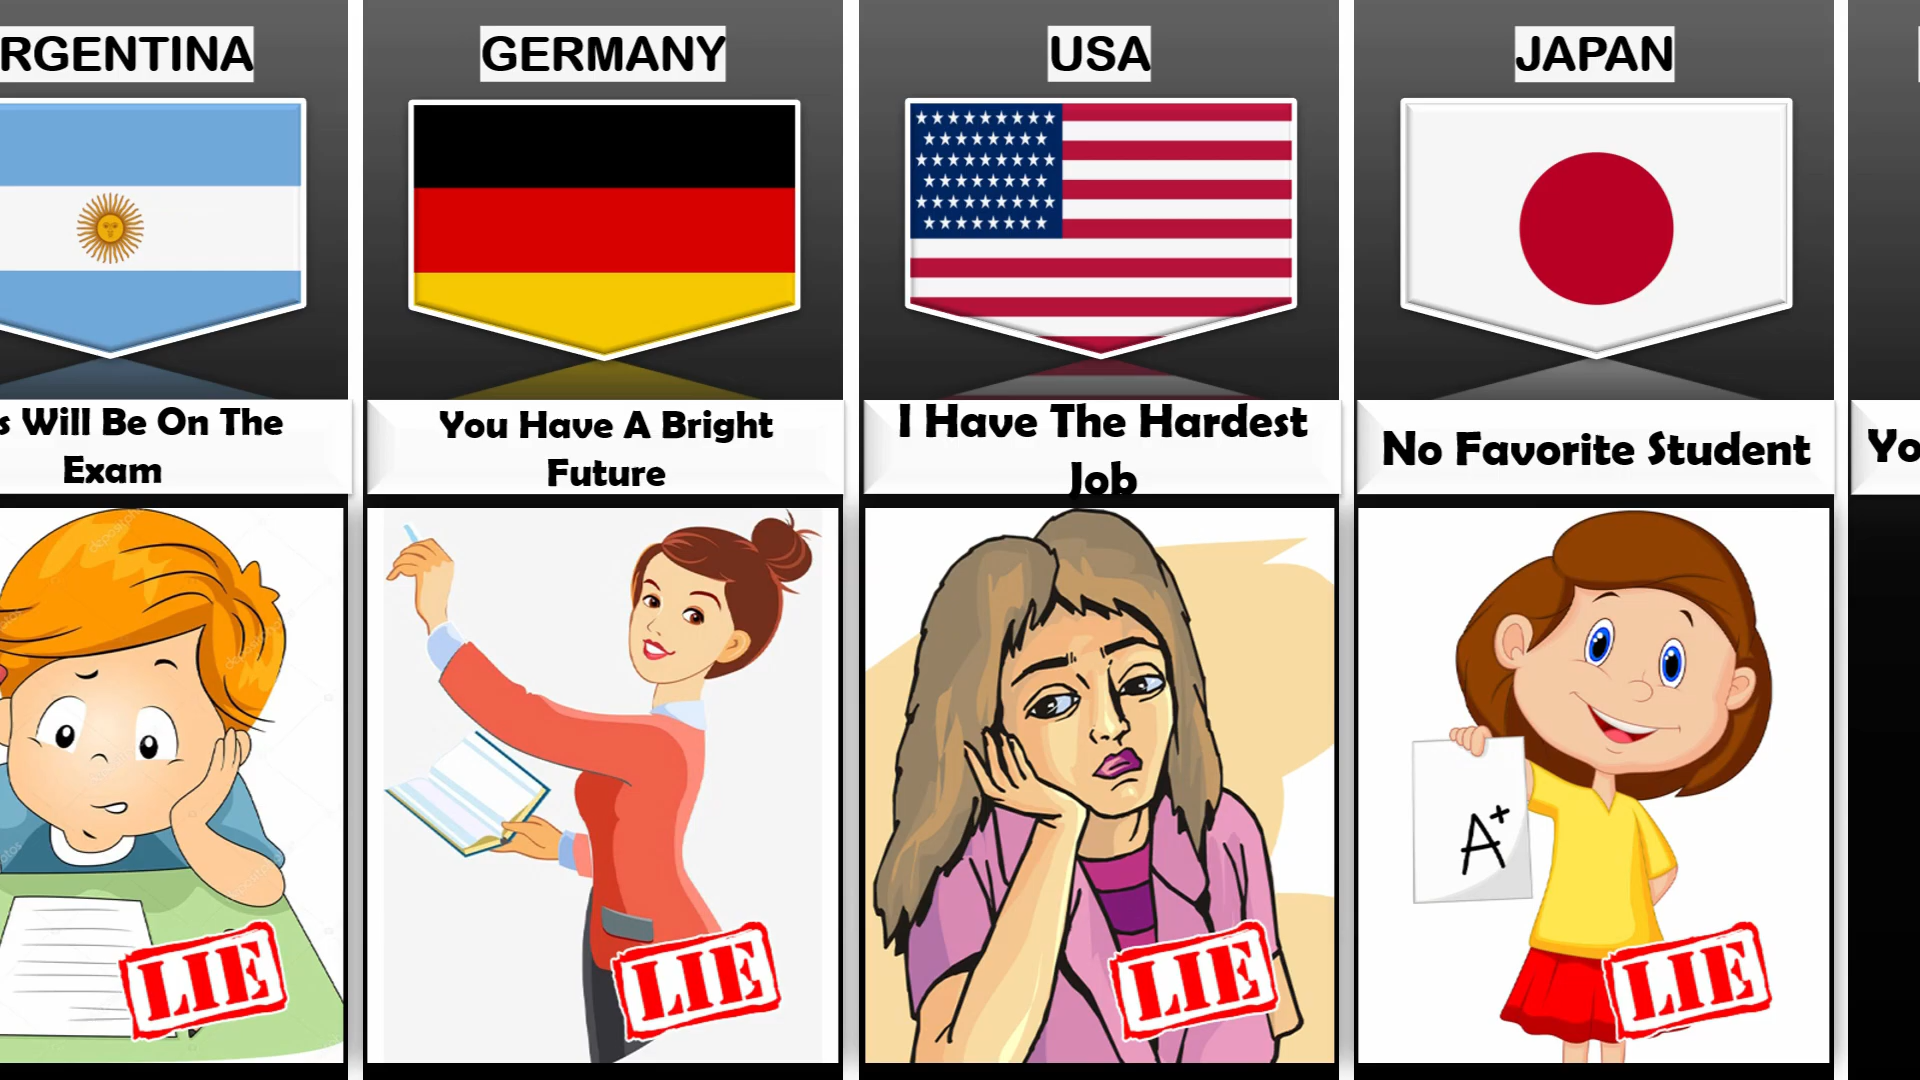 RGENTINA
s Will Be On The
Exam
LIE
GERMANY
You Have A Bright
Future
LIE
USA
I Have The Hardest
Job
LIE
JAPAN
No Favorite Student
A+
LIE
Yo